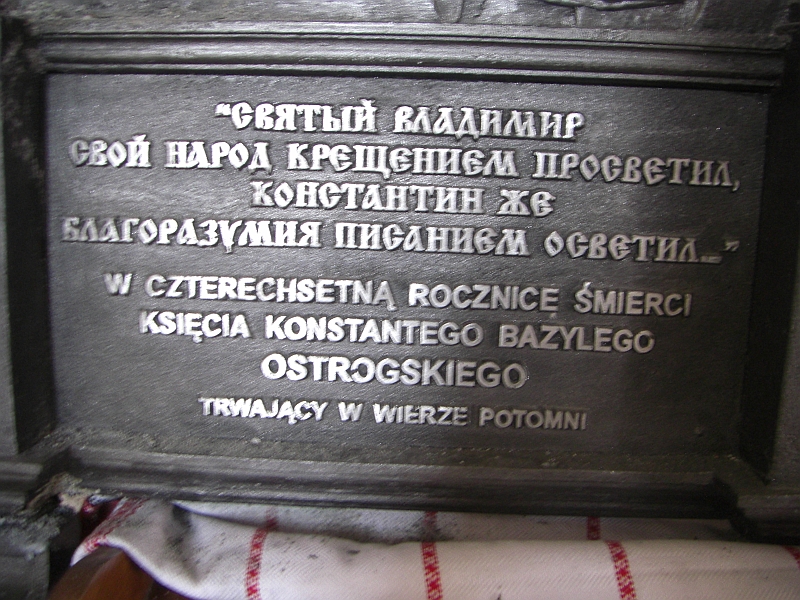 "СВЯТЫЙ ВЛАДИМИР
СВОЙ НАРОД КРЕЩЕНИЕМ ПРОСВЕТИЛ,
КОНСТАНТИН ЖЕ
БЛАГОРАЗУМИЯ ПИСАНИЕМ ОСВЕТИЛ..."
W CZTERECHSETNĄ ROCZNICĘ ŚMIERCI
KSIĘCIA KONSTANTEGO BAZYLEGO
OSTROGSKIEGO
TRWAJĄCY W WIERZE POTOMNI